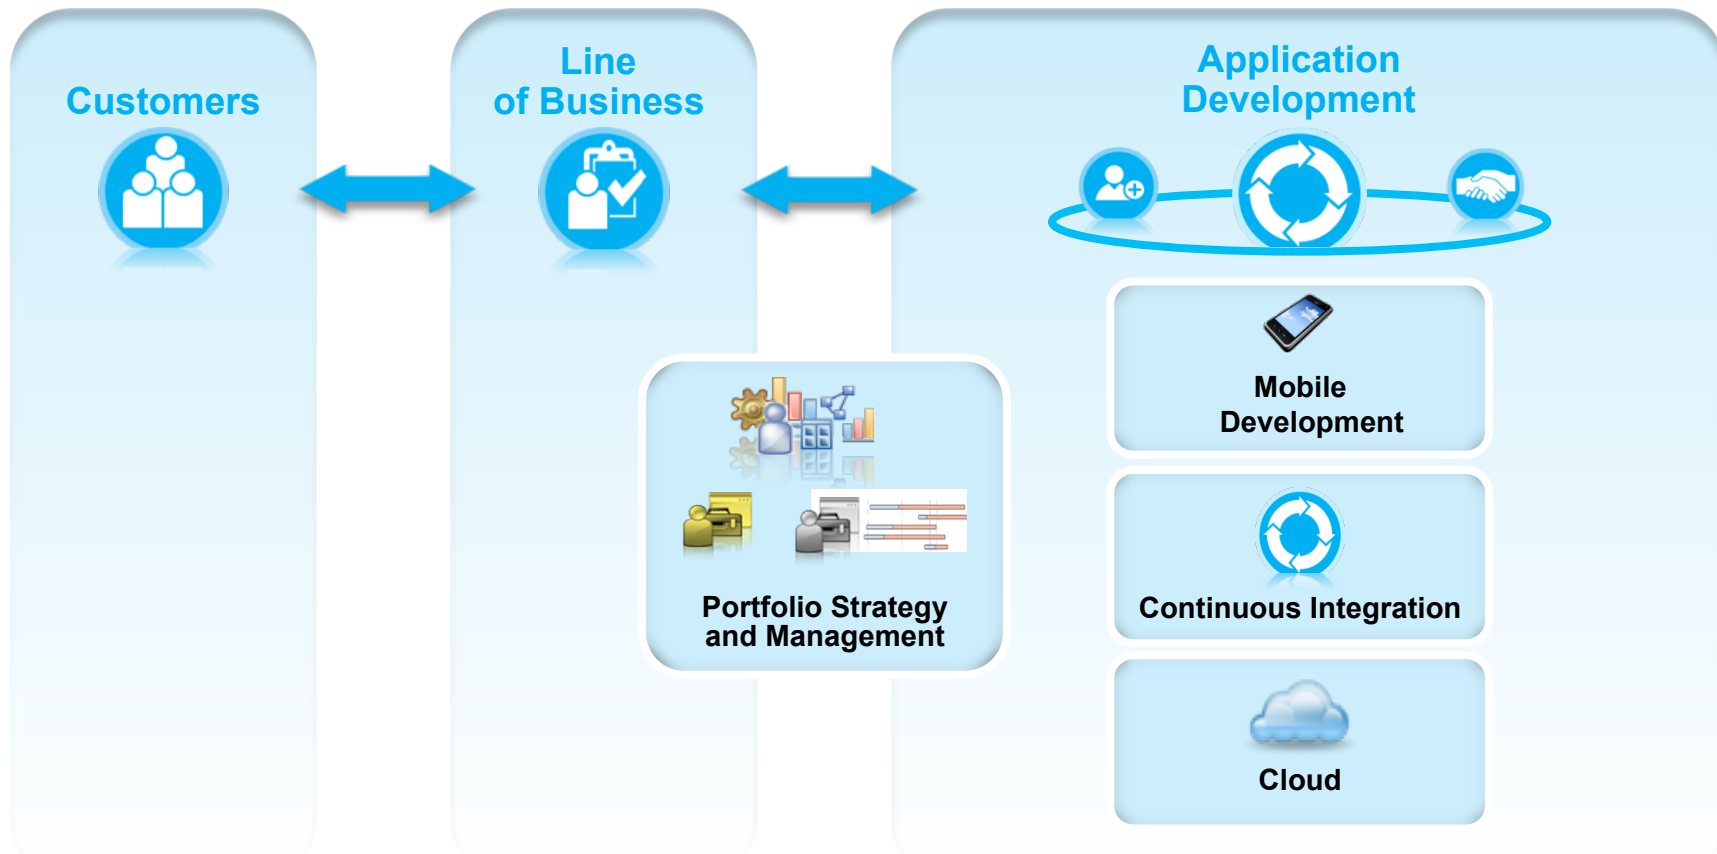 Customers
Line
of Business
Application
Development
Mobile
Development
Portfolio Strategy
and Management
Continuous Integration
Cloud